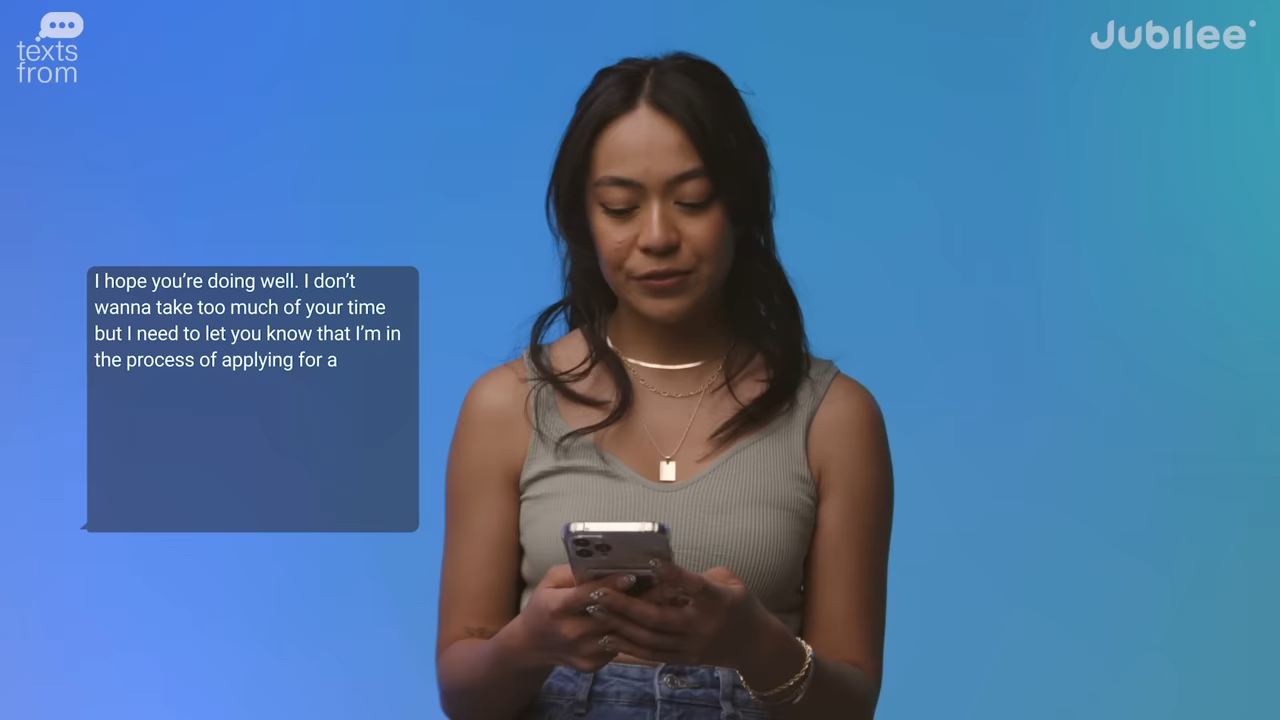 texts
from
Jubilee
I hope you’re doing well. I don’t
wanna take too much of your time
but I need to let you know that I’m in
the process of applying for a